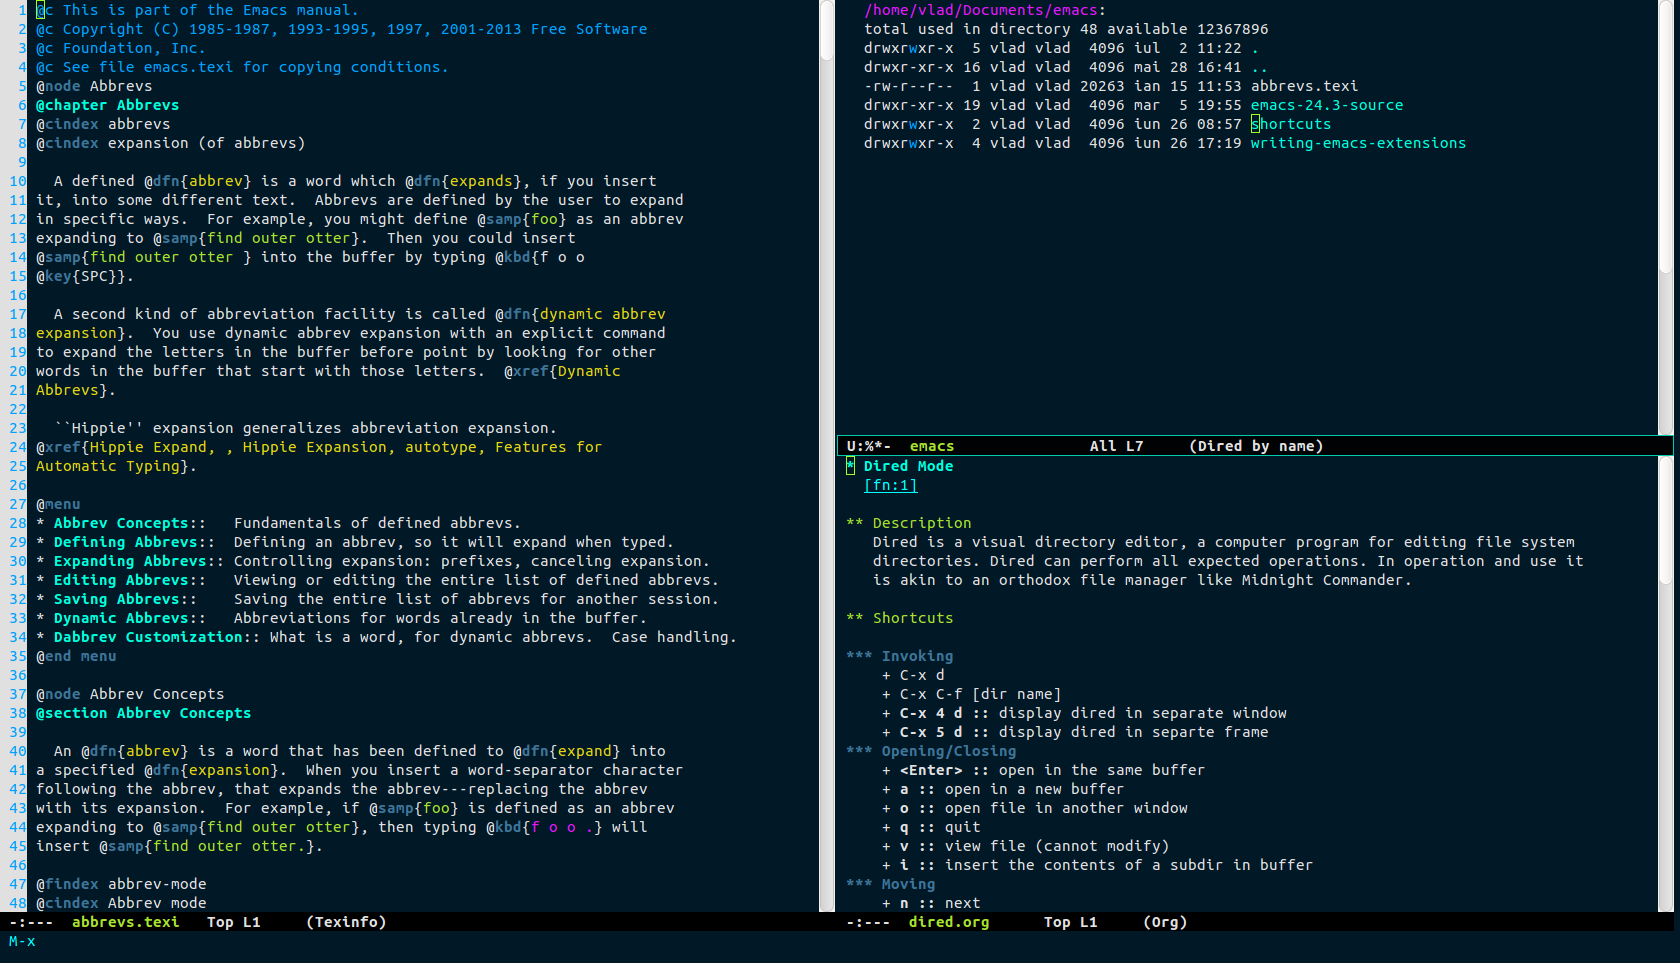 1 @c This is part of the Emacs manual.
2 @c Copyright (C) 1985-1987, 1993-1995, 1997, 2001-2013 Free Software
3 @c Foundation, Inc.
4 @c See file emacs.texi for copying conditions.
5 @node Abbrevs
6 @chapter Abbrevs
7 @cindex abbrevs
8 @cindex expansion (of abbrevs)
9
10   A defined @dfn{abbrev} is a word which @dfn{expands}, if you insert
11 it, into some different text.  Abbrevs are defined by the user to expand
12 in specific ways.  For example, you might define @samp{foo} as an abbrev
13 expanding to @samp{find outer otter}.  Then you could insert
14 @samp{find outer otter } into the buffer by typing @kbd{f o o
15 @key{SPC}}.
16
17   A second kind of abbreviation facility is called @dfn{dynamic abbrev
18 expansion}.  You use dynamic abbrev expansion with an explicit command
19 to expand the letters in the buffer before point by looking for other
20 words in the buffer that start with those letters.  @xref{Dynamic
21 Abbrevs}.
22
23   ``Hippie'' expansion generalizes abbreviation expansion.
24 @xref{Hippie Expand, , Hippie Expansion, autotype, Features for
25 Automatic Typing}.
26
27 @menu
28 * Abbrev Concepts::   Fundamentals of defined abbrevs.
29 * Defining Abbrevs::  Defining an abbrev, so it will expand when typed.
30 * Expanding Abbrevs:: Controlling expansion: prefixes, canceling expansion.
31 * Editing Abbrevs::   Viewing or editing the entire list of defined abbrevs.
32 * Saving Abbrevs::    Saving the entire list of abbrevs for another session.
33 * Dynamic Abbrevs::   Abbreviations for words already in the buffer.
34 * Dabbrev Customization:: What is a word, for dynamic abbrevs.  Case handling.
35 @end menu
36
37 @node Abbrev Concepts
38 @section Abbrev Concepts
39
40   An @dfn{abbrev} is a word that has been defined to @dfn{expand} into
41 a specified @dfn{expansion}.  When you insert a word-separator character
42 following the abbrev, that expands the abbrev---replacing the abbrev
43 with its expansion.  For example, if @samp{foo} is defined as an abbrev
44 expanding to @samp{find outer otter}, then typing @kbd{f o o .} will
45 insert @samp{find outer otter.}.
46
47 @findex abbrev-mode
48 @cindex Abbrev mode
-:---  abbrevs.texi   Top L1     (Texinfo)
M-x
/home/vlad/Documents/emacs:
total used in directory 48 available 12367896
drwxrwxr-x  5 vlad vlad  4096 iul  2 11:22 .
drwxr-xr-x 16 vlad vlad  4096 mai 28 16:41 ..
-rw-r--r--  1 vlad vlad 20263 ian 15 11:53 abbrevs.texi
drwxr-xr-x 19 vlad vlad  4096 mar  5 19:55 emacs-24.3-source
drwxrwxr-x  2 vlad vlad  4096 iun 26 08:57 shortcuts
drwxrwxr-x  4 vlad vlad  4096 iun 26 17:19 writing-emacs-extensions
U:%*-  emacs               All L7     (Dired by name)
* Dired Mode
[fn:1]

** Description
Dired is a visual directory editor, a computer program for editing file system
directories. Dired can perform all expected operations. In operation and use it
is akin to an orthodox file manager like Midnight Commander.

** Shortcuts

*** Invoking
+ C-x d
+ C-x C-f [dir name]
+ C-x 4 d :: display dired in separate window
+ C-x 5 d :: display dired in separte frame
*** Opening/Closing
+ <Enter> :: open in the same buffer
+ a :: open in a new buffer
+ o :: open file in another window
+ q :: quit
+ v :: view file (cannot modify)
+ i :: insert the contents of a subdir in buffer
*** Moving
+ n :: next
-:---  dired.org      Top L1     (Org)